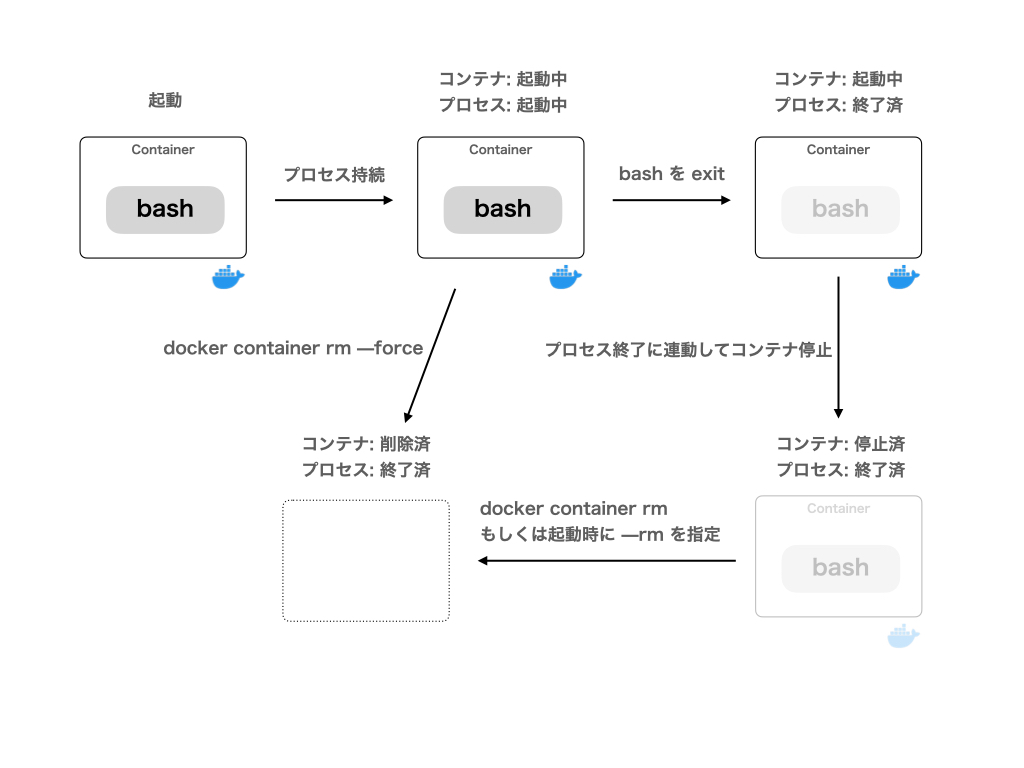 起動
Container
bash
プロセス持続
コンテナ: 起動中
プロセス: 起動中
Container
bash
bash を exit
コンテナ: 起動中
プロセス: 終了済
Container
bash
docker container rm —force
プロセス終了に連動してコンテナ停止
コンテナ: 削除済
プロセス: 終了済
docker container rm
もしくは起動時に —rm を指定
コンテナ: 停止済
プロセス: 終了済
Container
bash